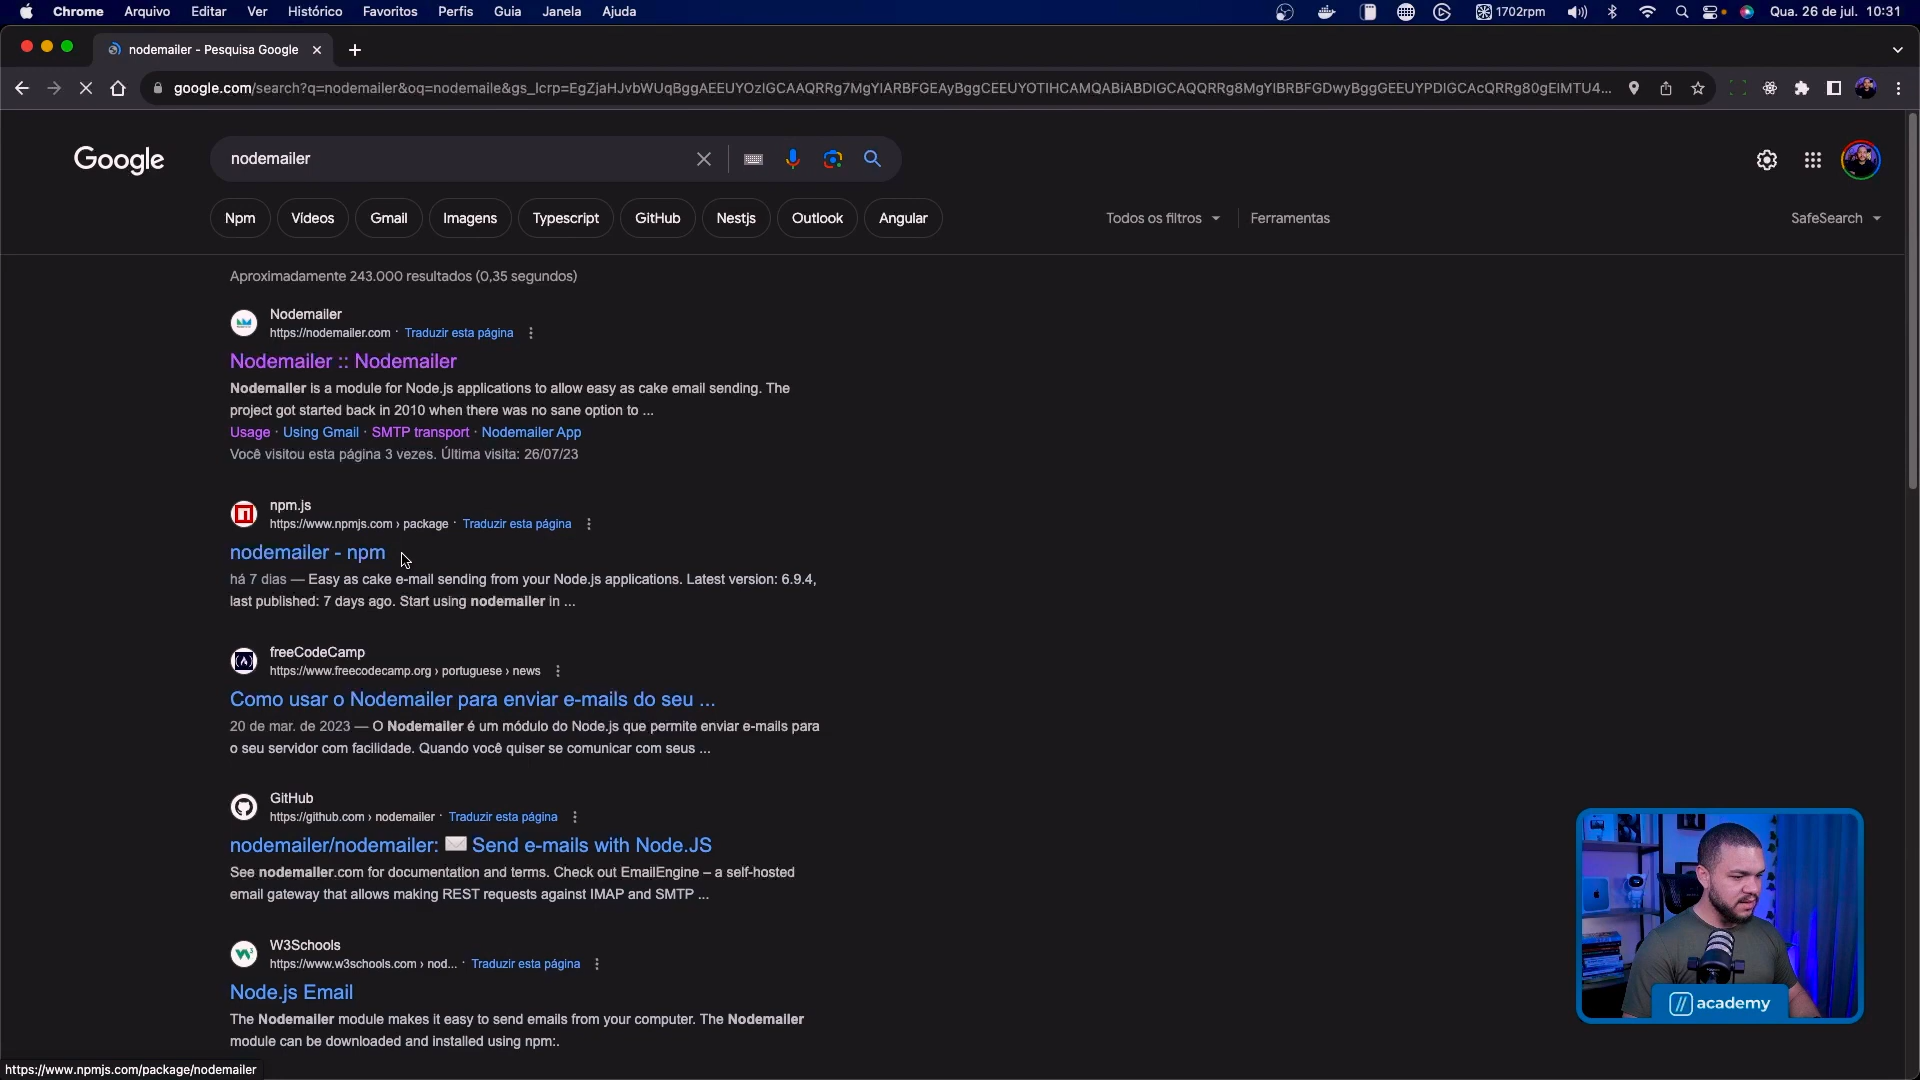 Chrome Arquivo Editar Ver Histórico Favoritos Perfis Guia Janela Ajuda 1702rpm Qua. 26 de jul. 10:31
nodemailer - Pesquisa Google
google.com/search?q=nodemailer&oq=nodemaile&gs_lcrp=EgZjaHJvbWUqBggAEEUYOzIGCAAQRRg7MgYIARBFGEAyBggCEEUYOTIHCAMQABiABDIGCAQQRRg8MgYIBRBFGDwyBggGEEUYPDIGCAcQRRg80gEIMTU4...
Google
nodemailer
Npm Vídeos Gmail Imagens Typescript GitHub Nestjs Outlook Angular Todos os filtros Ferramentas SafeSearch
Aproximadamente 243.000 resultados (0,35 segundos)
Nodemailer
https://nodemailer.com · Traduzir esta página
Nodemailer :: Nodemailer
Nodemailer is a module for Node.js applications to allow easy as cake email sending. The
project got started back in 2010 when there was no sane option to ...
Usage · Using Gmail · SMTP transport · Nodemailer App
Você visitou esta página 3 vezes. Última visita: 26/07/23
npm.js
https://www.npmjs.com › package · Traduzir esta página
nodemailer - npm
há 7 dias — Easy as cake e-mail sending from your Node.js applications. Latest version: 6.9.4,
last published: 7 days ago. Start using nodemailer in ...
freeCodeCamp
https://www.freecodecamp.org › portuguese › news
Como usar o Nodemailer para enviar e-mails do seu ...
20 de mar. de 2023 — O Nodemailer é um módulo do Node.js que permite enviar e-mails para
o seu servidor com facilidade. Quando você quiser se comunicar com seus ...
GitHub
https://github.com › nodemailer · Traduzir esta página
nodemailer/nodemailer: ✉️ Send e-mails with Node.JS
See nodemailer.com for documentation and terms. Check out EmailEngine – a self-hosted
email gateway that allows making REST requests against IMAP and SMTP ...
W3Schools
https://www.w3schools.com › nod... · Traduzir esta página
Node.js Email
The Nodemailer module makes it easy to send emails from your computer. The Nodemailer
module can be downloaded and installed using npm:.
// academy
https://www.npmjs.com/package/nodemailer